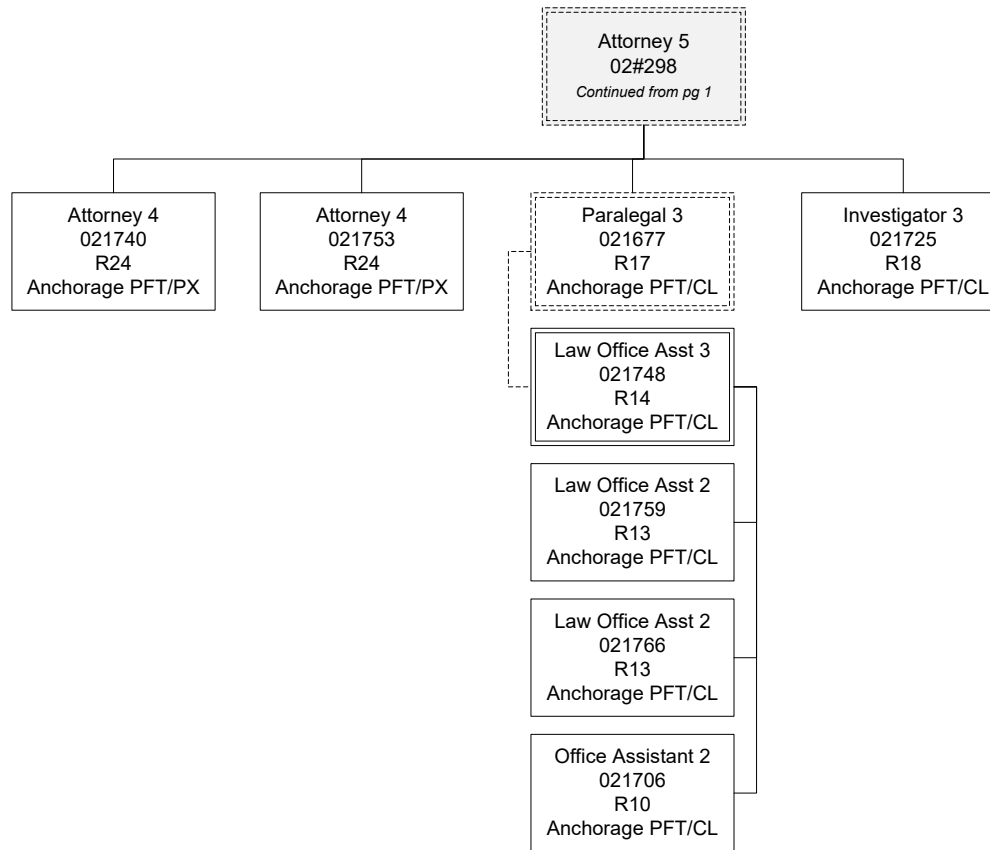 Attorney 5
02#298
Continued from pg 1
Attorney 4
021740
R24
Anchorage PFT/PX
Attorney 4
021753
R24
Anchorage PFT/PX
Paralegal 3
021677
R17
Anchorage PFT/CL
Investigator 3
021725
R18
Anchorage PFT/CL
Law Office Asst 3
021748
R14
Anchorage PFT/CL
Law Office Asst 2
021759
R13
Anchorage PFT/CL
Law Office Asst 2
021766
R13
Anchorage PFT/CL
Office Assistant 2
021706
R10
Anchorage PFT/CL